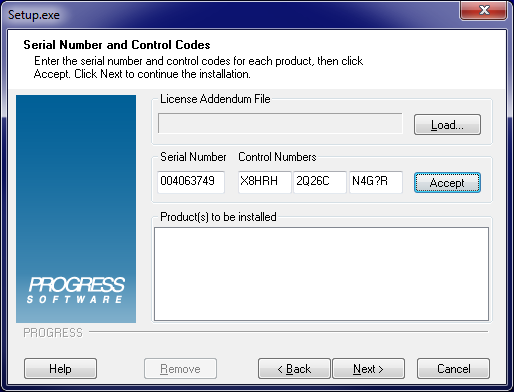 Setup.exe
Serial Number and Control Codes
Enter the serial number and control codes for each product, then click
Accept. Click Next to continue the installation.
License Addendum File
Load...
Serial Number Control Numbers
004063749 X8HRH 2Q26C N4G?R Accept
Product(s) to be installed
PROGRESS
SOFTWARE
PROGRESS
Help Remove < Back Next > Cancel